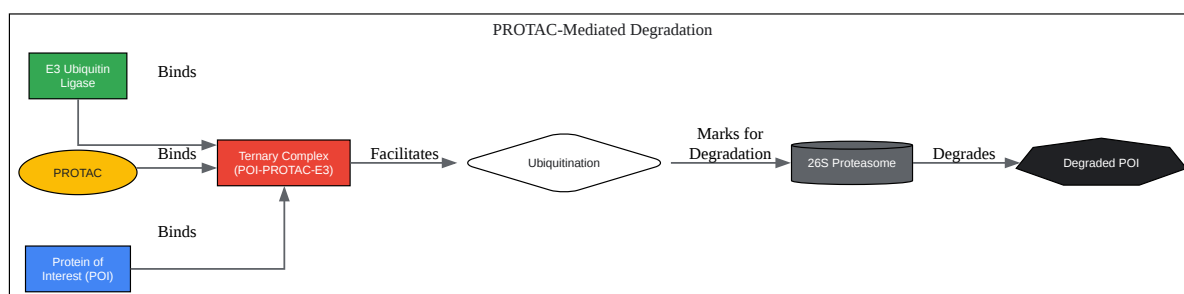 PROTAC-Mediated Degradation
E3 Ubiquitin
Ligase
Binds
PROTAC
Binds
Ternary Complex
(POI-PROTAC-E3)
Facilitates
Ubiquitination
Marks for
Degradation
26S Proteasome
Degrades
Degraded POI
Binds
Protein of
Interest (POI)